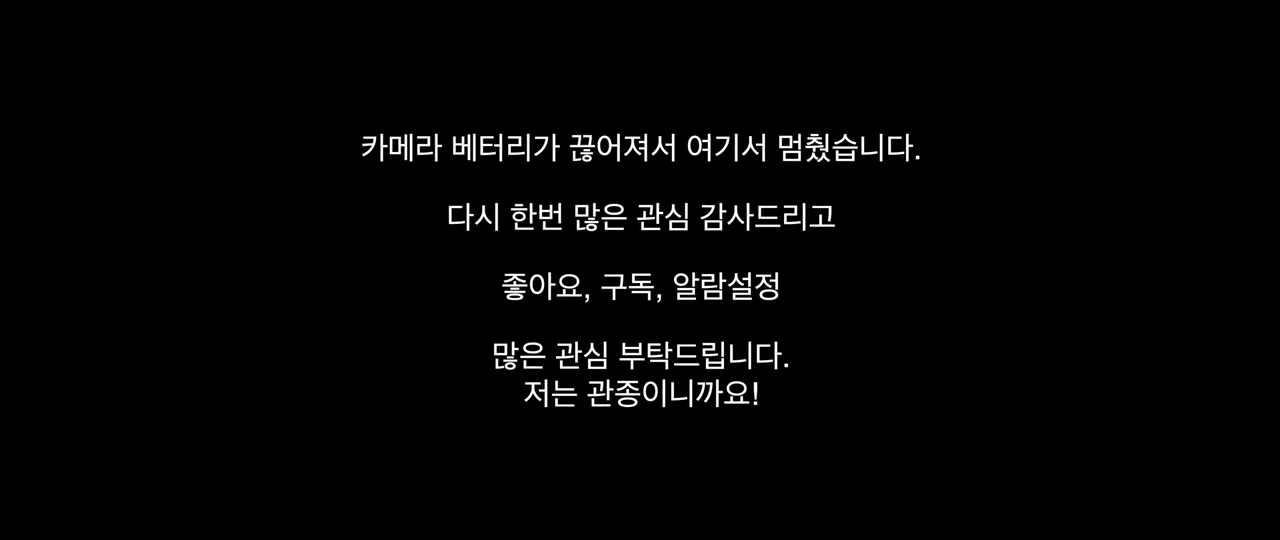 카메라 베터리가 끊어져서 여기서 멈췄습니다.
다시 한번 많은 관심 감사드리고
좋아요, 구독, 알람설정
많은 관심 부탁드립니다.
저는 관종이니까요!